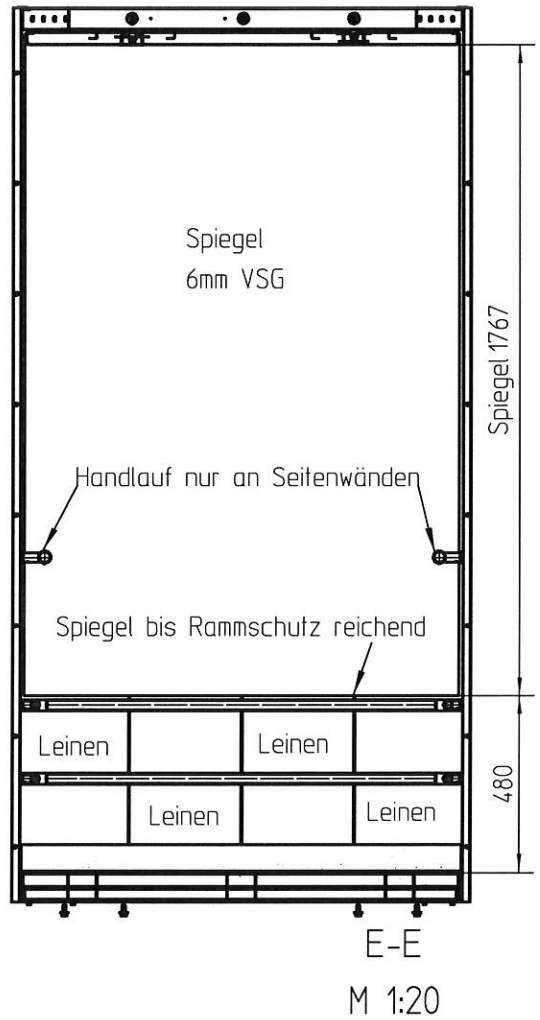 Spiegel
6mm VSG
Spiegel 1767
Handlauf nur an Seitenwänden
Spiegel bis Rammschutz reichend
Leinen
Leinen
480
Leinen
Leinen
E-E
M 1:20